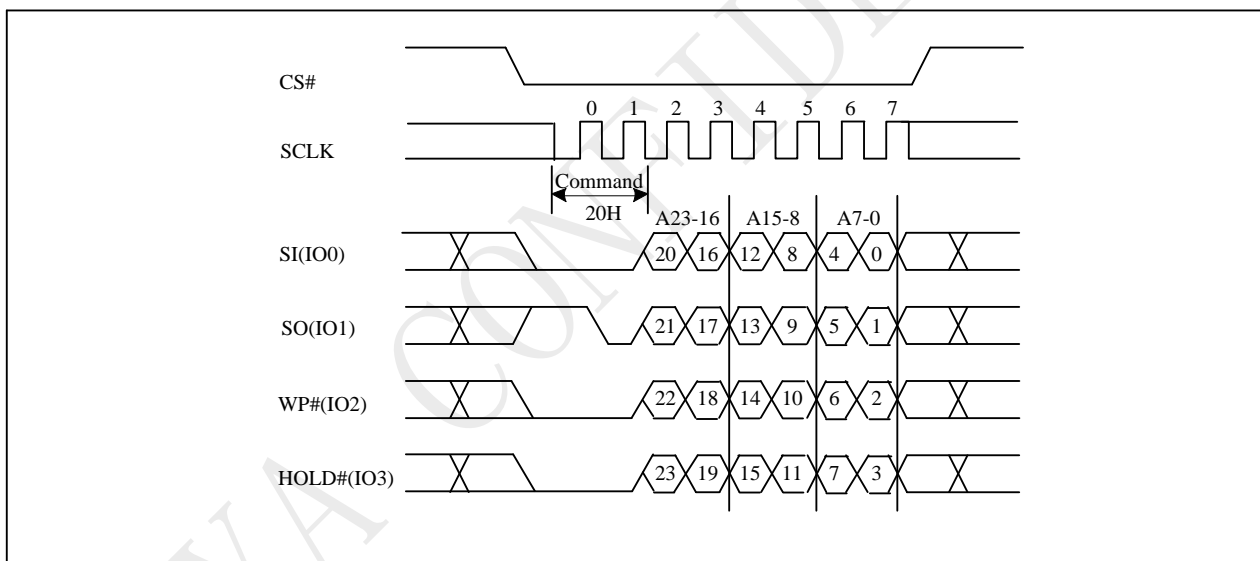 CS#
0 1 2 3 4 5 6 7
SCLK
Command
20H
A23-16 A15-8 A7-0
SI(IO0) 20 16 12 8 4 0
SO(IO1) 21 17 13 9 5 1
WP#(IO2) 22 18 14 10 6 2
HOLD#(IO3) 23 19 15 11 7 3
VA CONFID